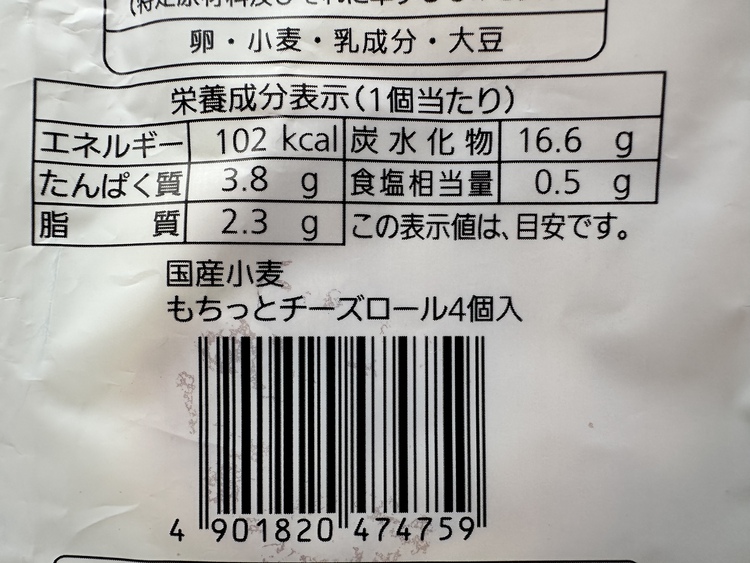 卵・小麦・乳成分・大豆
栄養成分表示(1個当たり)
エネルギー 102 kcal 炭水化物 16.6 g
たんぱく質 3.8 g 食塩相当量 0.5 g
脂質 2.3 g この表示値は、目安です。
国産小麦
もちっとチーズロール4個入
4 901820 474759